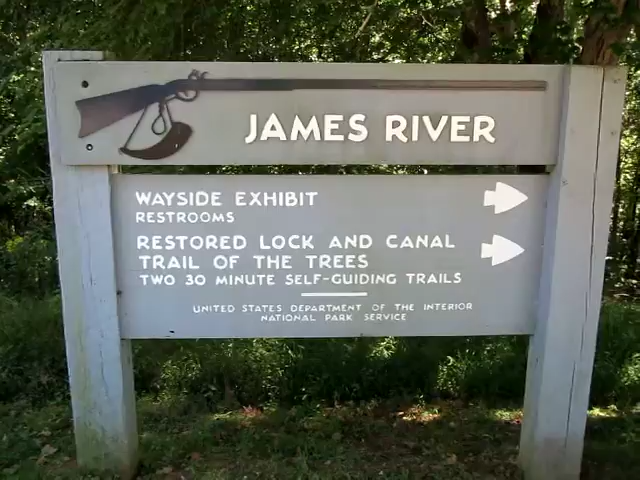 JAMES RIVER
WAYSIDE EXHIBIT
RESTROOMS
RESTORED LOCK AND CANAL
TRAIL OF THE TREES
TWO 30 MINUTE SELF-GUIDING TRAILS
UNITED STATES DEPARTMENT OF THE INTERIOR
NATIONAL PARK SERVICE